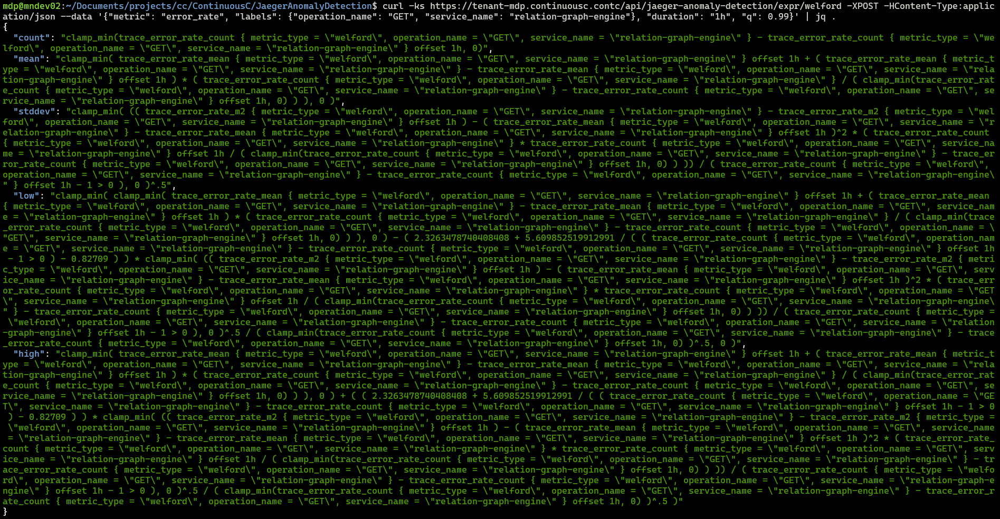 mdp@mndev02:~/Documents/projects/cc/ContinuousC/JaegerAnomalyDetection$ curl -ks https://tenant-mdp.continuousc.contc/api/jaeger-anomaly-detection/expr/welford -XPOST -HContent-Type:applic
ation/json --data '{"metric": "error_rate", "labels": {"operation_name": "GET", "service_name": "relation-graph-engine"}, "duration": "1h", "q": 0.99}' | jq .
{
  "count": "clamp_min(trace_error_rate_count { metric_type = \"welford\", operation_name = \"GET\", service_name = \"relation-graph-engine\" } - trace_error_rate_count { metric_type = \"we
lford\", operation_name = \"GET\", service_name = \"relation-graph-engine\" } offset 1h, 0)",
  "mean": "clamp_min( trace_error_rate_mean { metric_type = \"welford\", operation_name = \"GET\", service_name = \"relation-graph-engine\" } offset 1h + ( trace_error_rate_mean { metric_t
ype = \"welford\", operation_name = \"GET\", service_name = \"relation-graph-engine\" } - trace_error_rate_mean { metric_type = \"welford\", operation_name = \"GET\", service_name = \"rela
tion-graph-engine\" } offset 1h ) * ( trace_error_rate_count { metric_type = \"welford\", operation_name = \"GET\", service_name = \"relation-graph-engine\" } / ( clamp_min(trace_error_rat
e_count { metric_type = \"welford\", operation_name = \"GET\", service_name = \"relation-graph-engine\" } - trace_error_rate_count { metric_type = \"welford\", operation_name = \"GET\", se
rvice_name = \"relation-graph-engine\" } offset 1h, 0) ) ), 0 )",
  "stddev": "clamp_min( (( trace_error_rate_m2 { metric_type = \"welford\", operation_name = \"GET\", service_name = \"relation-graph-engine\" } - trace_error_rate_m2 { metric_type = \"wel
ford\", operation_name = \"GET\", service_name = \"relation-graph-engine\" } offset 1h ) - ( trace_error_rate_mean { metric_type = \"welford\", operation_name = \"GET\", service_name = \"r
elation-graph-engine\" } - trace_error_rate_mean { metric_type = \"welford\", operation_name = \"GET\", service_name = \"relation-graph-engine\" } offset 1h )^2 * ( trace_error_rate_count
{ metric_type = \"welford\", operation_name = \"GET\", service_name = \"relation-graph-engine\" } * trace_error_rate_count { metric_type = \"welford\", operation_name = \"GET\", service_na
me = \"relation-graph-engine\" } offset 1h / ( clamp_min(trace_error_rate_count { metric_type = \"welford\", operation_name = \"GET\", service_name = \"relation-graph-engine\" } - trace_er
ror_rate_count { metric_type = \"welford\", operation_name = \"GET\", service_name = \"relation-graph-engine\" } offset 1h, 0) ) )) / ( trace_error_rate_count { metric_type = \"welford\",
operation_name = \"GET\", service_name = \"relation-graph-engine\" } - trace_error_rate_count { metric_type = \"welford\", operation_name = \"GET\", service_name = \"relation-graph-engine\
" } offset 1h - 1 > 0 ), 0 )^.5",
  "low": "clamp_min( clamp_min( trace_error_rate_mean { metric_type = \"welford\", operation_name = \"GET\", service_name = \"relation-graph-engine\" } offset 1h + ( trace_error_rate_mean
{ metric_type = \"welford\", operation_name = \"GET\", service_name = \"relation-graph-engine\" } - trace_error_rate_mean { metric_type = \"welford\", operation_name = \"GET\", service_nam
e = \"relation-graph-engine\" } offset 1h ) * ( trace_error_rate_count { metric_type = \"welford\", operation_name = \"GET\", service_name = \"relation-graph-engine\" } / ( clamp_min(trace
_error_rate_count { metric_type = \"welford\", operation_name = \"GET\", service_name = \"relation-graph-engine\" } - trace_error_rate_count { metric_type = \"welford\", operation_name = \
"GET\", service_name = \"relation-graph-engine\" } offset 1h, 0) ) ), 0 ) - ( 2.3263478740408408 + 5.609852519912991 / ( ( trace_error_rate_count { metric_type = \"welford\", operation_nam
e = \"GET\", service_name = \"relation-graph-engine\" } - trace_error_rate_count { metric_type = \"welford\", operation_name = \"GET\", service_name = \"relation-graph-engine\" } offset 1h
 - 1 > 0 ) - 0.82709 ) ) * clamp_min( (( trace_error_rate_m2 { metric_type = \"welford\", operation_name = \"GET\", service_name = \"relation-graph-engine\" } - trace_error_rate_m2 { metri
c_type = \"welford\", operation_name = \"GET\", service_name = \"relation-graph-engine\" } offset 1h ) - ( trace_error_rate_mean { metric_type = \"welford\", operation_name = \"GET\", serv
ice_name = \"relation-graph-engine\" } - trace_error_rate_mean { metric_type = \"welford\", operation_name = \"GET\", service_name = \"relation-graph-engine\" } offset 1h )^2 * ( trace_err
or_rate_count { metric_type = \"welford\", operation_name = \"GET\", service_name = \"relation-graph-engine\" } * trace_error_rate_count { metric_type = \"welford\", operation_name = \"GET
\", service_name = \"relation-graph-engine\" } offset 1h / ( clamp_min(trace_error_rate_count { metric_type = \"welford\", operation_name = \"GET\", service_name = \"relation-graph-engine\
" } - trace_error_rate_count { metric_type = \"welford\", operation_name = \"GET\", service_name = \"relation-graph-engine\" } offset 1h, 0) ) )) / ( trace_error_rate_count { metric_type =
 \"welford\", operation_name = \"GET\", service_name = \"relation-graph-engine\" } - trace_error_rate_count { metric_type = \"welford\", operation_name = \"GET\", service_name = \"relation
-graph-engine\" } offset 1h - 1 > 0 ), 0 )^.5 / ( clamp_min(trace_error_rate_count { metric_type = \"welford\", operation_name = \"GET\", service_name = \"relation-graph-engine\" } - trace
_error_rate_count { metric_type = \"welford\", operation_name = \"GET\", service_name = \"relation-graph-engine\" } offset 1h, 0) )^.5, 0 )",
  "high": "clamp_min( trace_error_rate_mean { metric_type = \"welford\", operation_name = \"GET\", service_name = \"relation-graph-engine\" } offset 1h + ( trace_error_rate_mean { metric_t
ype = \"welford\", operation_name = \"GET\", service_name = \"relation-graph-engine\" } - trace_error_rate_mean { metric_type = \"welford\", operation_name = \"GET\", service_name = \"rela
tion-graph-engine\" } offset 1h ) * ( trace_error_rate_count { metric_type = \"welford\", operation_name = \"GET\", service_name = \"relation-graph-engine\" } / ( clamp_min(trace_error_rat
e_count { metric_type = \"welford\", operation_name = \"GET\", service_name = \"relation-graph-engine\" } - trace_error_rate_count { metric_type = \"welford\", operation_name = \"GET\", se
rvice_name = \"relation-graph-engine\" } offset 1h, 0) ) ), 0 ) + ( ( 2.3263478740408408 + 5.609852519912991 / ( ( trace_error_rate_count { metric_type = \"welford\", operation_name = \"GE
T\", service_name = \"relation-graph-engine\" } - trace_error_rate_count { metric_type = \"welford\", operation_name = \"GET\", service_name = \"relation-graph-engine\" } offset 1h - 1 > 0
 ) - 0.82709 ) ) * clamp_min( (( trace_error_rate_m2 { metric_type = \"welford\", operation_name = \"GET\", service_name = \"relation-graph-engine\" } - trace_error_rate_m2 { metric_type =
 \"welford\", operation_name = \"GET\", service_name = \"relation-graph-engine\" } offset 1h ) - ( trace_error_rate_mean { metric_type = \"welford\", operation_name = \"GET\", service_name
 = \"relation-graph-engine\" } - trace_error_rate_mean { metric_type = \"welford\", operation_name = \"GET\", service_name = \"relation-graph-engine\" } offset 1h )^2 * ( trace_error_rate_
count { metric_type = \"welford\", operation_name = \"GET\", service_name = \"relation-graph-engine\" } * trace_error_rate_count { metric_type = \"welford\", operation_name = \"GET\", serv
ice_name = \"relation-graph-engine\" } offset 1h / ( clamp_min(trace_error_rate_count { metric_type = \"welford\", operation_name = \"GET\", service_name = \"relation-graph-engine\" } - tr
ace_error_rate_count { metric_type = \"welford\", operation_name = \"GET\", service_name = \"relation-graph-engine\" } offset 1h, 0) ) )) / ( trace_error_rate_count { metric_type = \"welfo
rd\", operation_name = \"GET\", service_name = \"relation-graph-engine\" } - trace_error_rate_count { metric_type = \"welford\", operation_name = \"GET\", service_name = \"relation-graph-e
ngine\" } offset 1h - 1 > 0 ), 0 )^.5 / ( clamp_min(trace_error_rate_count { metric_type = \"welford\", operation_name = \"GET\", service_name = \"relation-graph-engine\" } - trace_error_r
ate_count { metric_type = \"welford\", operation_name = \"GET\", service_name = \"relation-graph-engine\" } offset 1h, 0) )^.5 )"
}